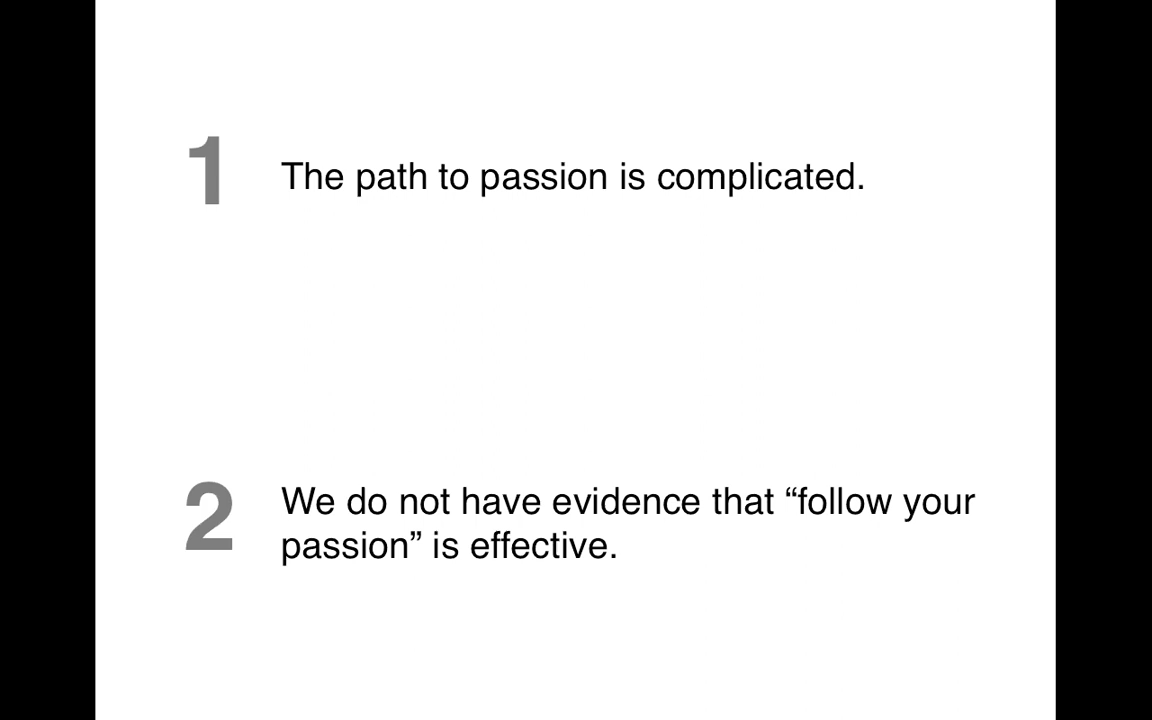 1 The path to passion is complicated.
2 We do not have evidence that “follow your
passion” is effective.